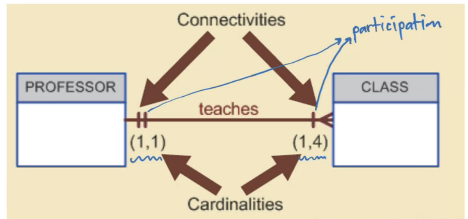 Connectivities
participation
PROFESSOR
CLASS
teaches
(1,1)
(1,4)
Cardinalities